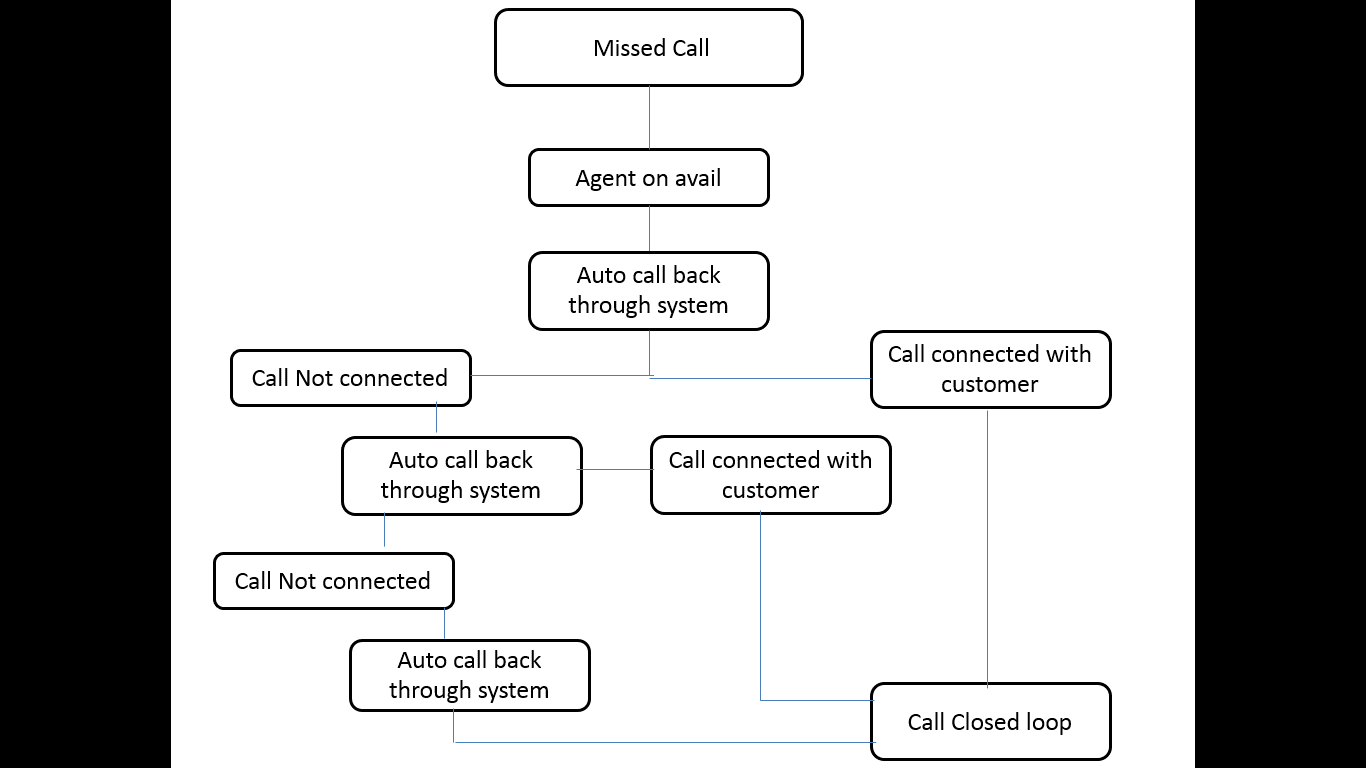 Missed Call
Agent on avail
Auto call back
through system
Call Not connected
Call connected with
customer
Auto call back
through system
Call connected with
customer
Call Not connected
Auto call back
through system
Call Closed loop